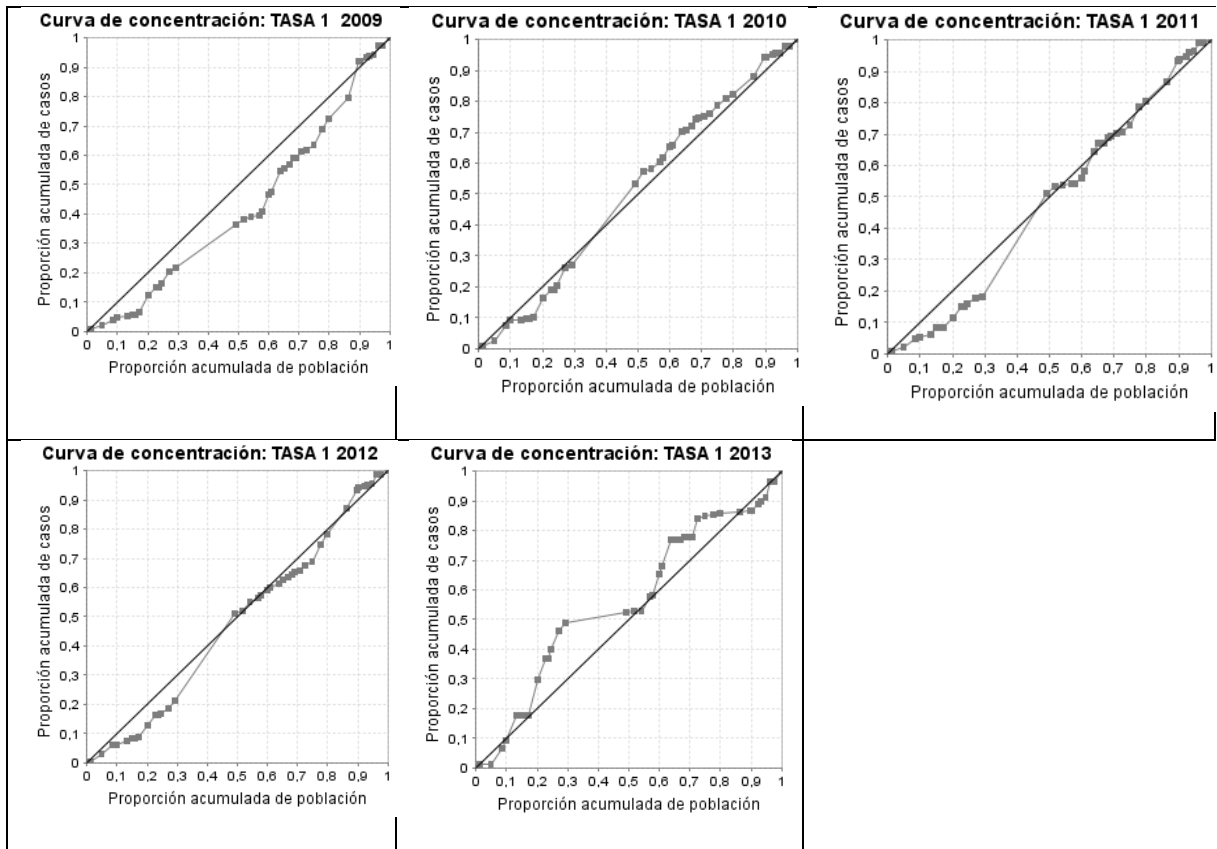 Curva de concentración: TASA 1 2009
Proporción acumulada de casos
1
0,9
0,8
0,7
0,6
0,5
0,4
0,3
0,2
0,1
0
0 0,1 0,2 0,3 0,4 0,5 0,6 0,7 0,8 0,9 1
Proporción acumulada de población
Curva de concentración: TASA 1 2010
Proporción acumulada de casos
1
0,9
0,8
0,7
0,6
0,5
0,4
0,3
0,2
0,1
0
0 0,1 0,2 0,3 0,4 0,5 0,6 0,7 0,8 0,9 1
Proporción acumulada de población
Curva de concentración: TASA 1 2011
Proporción acumulada de casos
1
0,9
0,8
0,7
0,6
0,5
0,4
0,3
0,2
0,1
0
0 0,1 0,2 0,3 0,4 0,5 0,6 0,7 0,8 0,9 1
Proporción acumulada de población
Curva de concentración: TASA 1 2012
Proporción acumulada de casos
1
0,9
0,8
0,7
0,6
0,5
0,4
0,3
0,2
0,1
0
0 0,1 0,2 0,3 0,4 0,5 0,6 0,7 0,8 0,9 1
Proporción acumulada de población
Curva de concentración: TASA 1 2013
Proporción acumulada de casos
1
0,9
0,8
0,7
0,6
0,5
0,4
0,3
0,2
0,1
0
0 0,1 0,2 0,3 0,4 0,5 0,6 0,7 0,8 0,9 1
Proporción acumulada de población